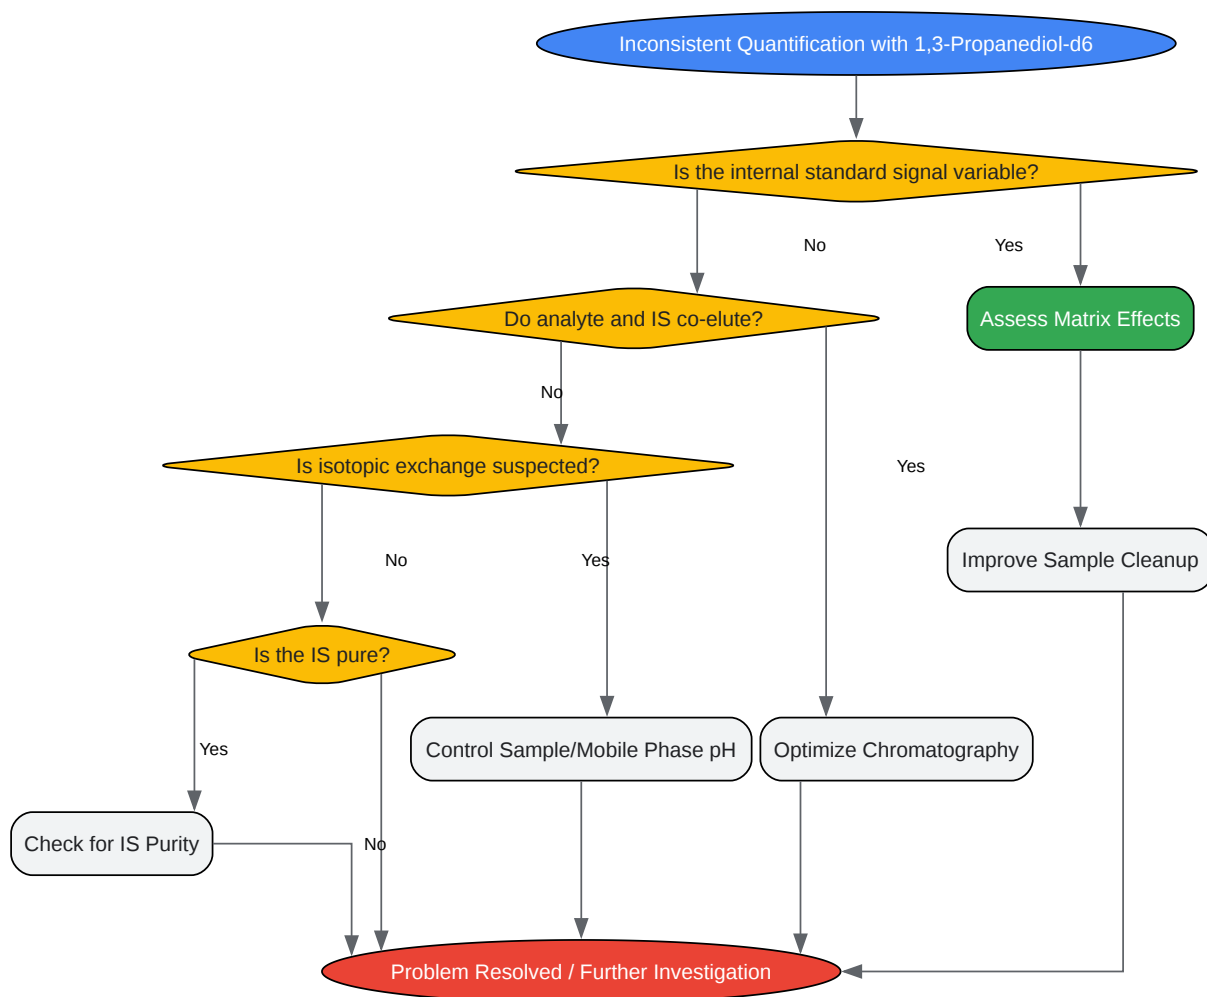 Inconsistent Quantification with 1,3-Propanediol-d6
Is the internal standard signal variable?
No
Yes
Do analyte and IS co-elute?
Assess Matrix Effects
No
Is isotopic exchange suspected?
Yes
No
Yes
Improve Sample Cleanup
Is the IS pure?
Yes
Control Sample/Mobile Phase pH
Optimize Chromatography
Check for IS Purity
No
Problem Resolved / Further Investigation